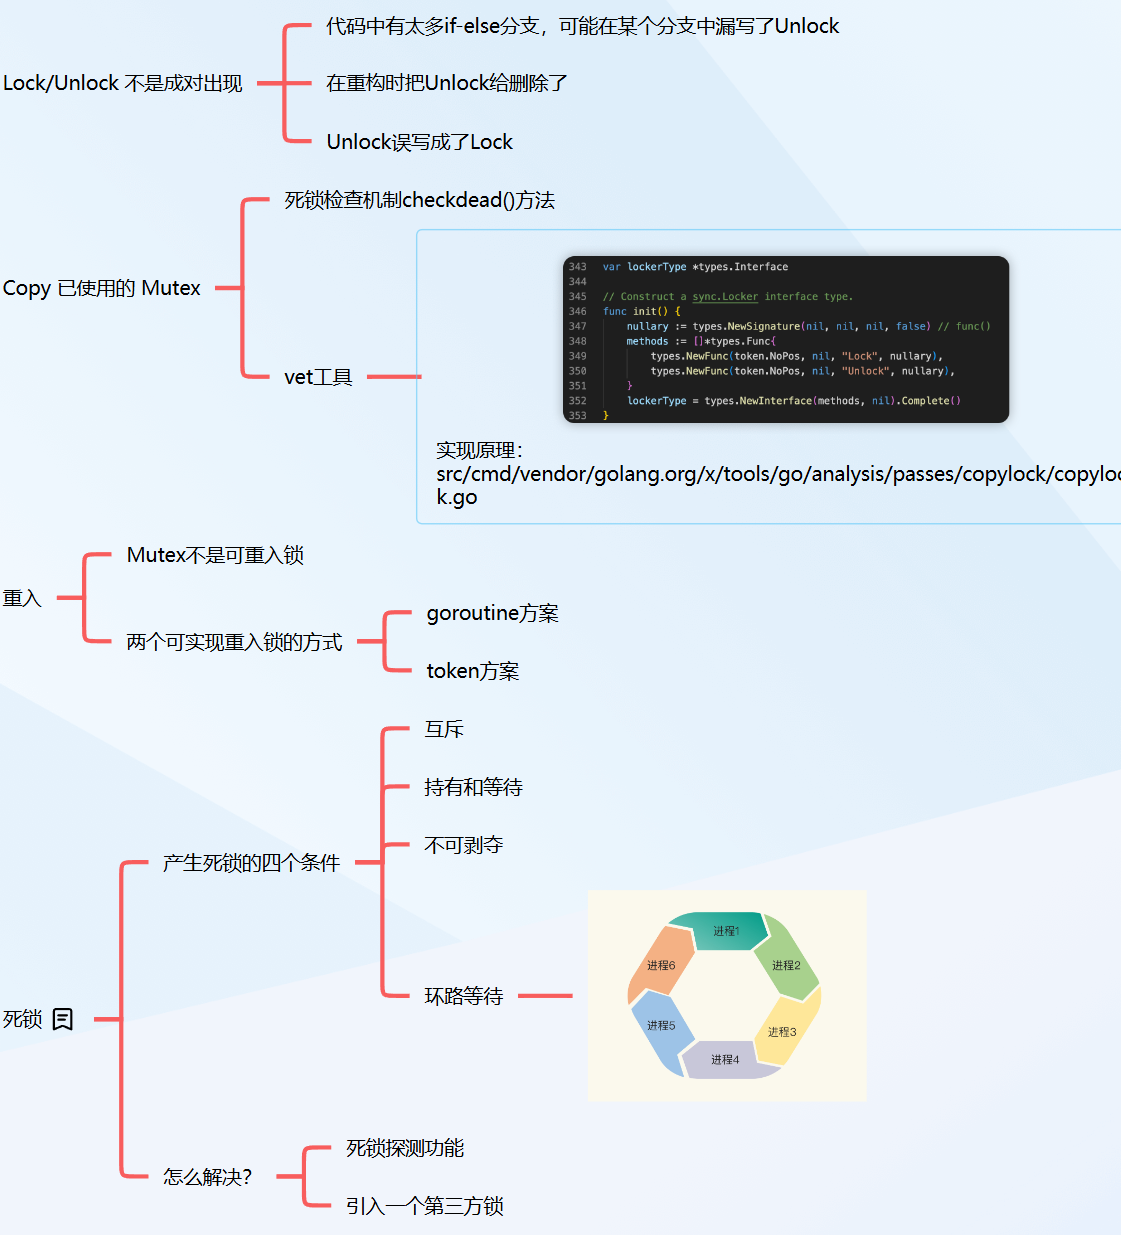 代码中有太多if-else分支，可能在某个分支中漏写了Unlock
Lock/Unlock 不是成对出现
在重构时把Unlock给删除了
Unlock误写成了Lock
死锁检查机制checkdead()方法
Copy 已使用的 Mutex
343 var lockerType *types.Interface
344
345 // Construct a sync.Locker interface type.
346 func init() {
347 nullary := types.NewSignature(nil, nil, nil, false) // func()
348 methods := []*types.Func{
349 types.NewFunc(token.NoPos, nil, "Lock", nullary),
350 types.NewFunc(token.NoPos, nil, "Unlock", nullary),
351 }
352 lockerType = types.NewInterface(methods, nil).Complete()
353 }
vet工具
实现原理：
src/cmd/vendor/golang.org/x/tools/go/analysis/passes/copylock/copyloc
k.go
Mutex不是可重入锁
重入
两个可实现重入锁的方式
goroutine方案
token方案
互斥
持有和等待
不可剥夺
产生死锁的四个条件
环路等待
进程1
进程2
进程3
进程4
进程5
进程6
死锁
怎么解决？
死锁探测功能
引入一个第三方锁